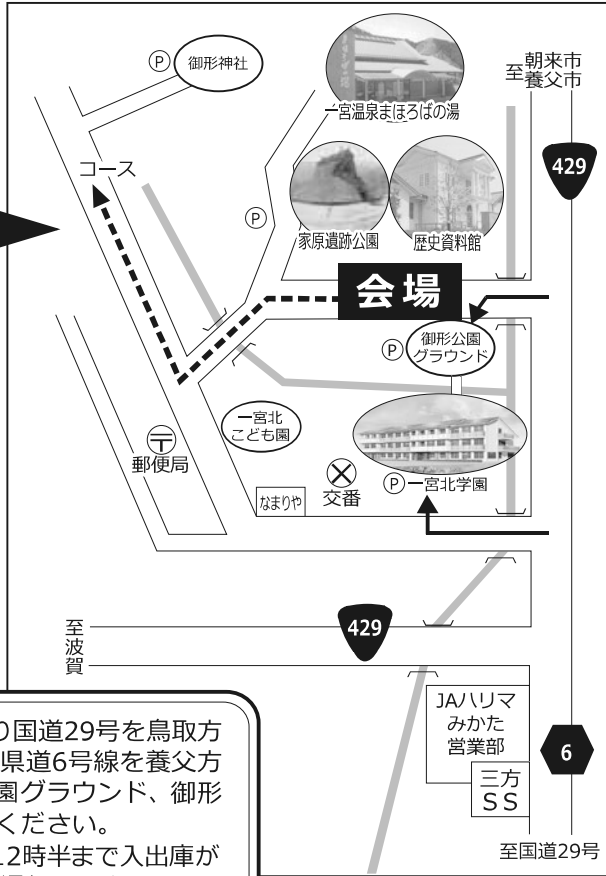 Ⓟ
御形神社
一宮温泉まほろばの湯
至 朝来市
養父市
コース
429
Ⓟ
家原遺跡公園
歴史資料館
会場
Ⓟ
御形公園
グラウンド
一宮北
こども園
〒
郵便局
なまりや
交番
Ⓟ一宮北学園
至波賀
429
JAハリマ
みかた
営業部
三方
SS
6
至国道29号
り国道29号を鳥取方
県道6号線を養父方
園グラウンド、御形
ください。
12時半まで入出庫が